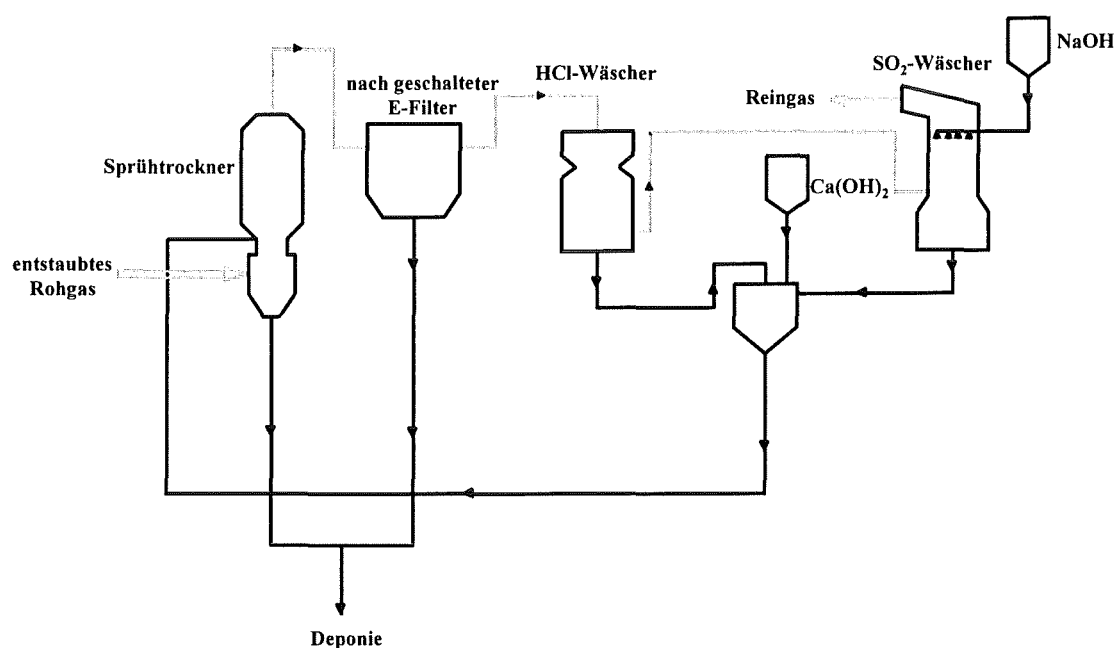 NaOH
SO₂-Wäscher
HCl-Wäscher
nach geschalteter
E-Filter
Reingas
Sprühtrockner
Ca(OH)₂
entstaubtes
Rohgas
Deponie